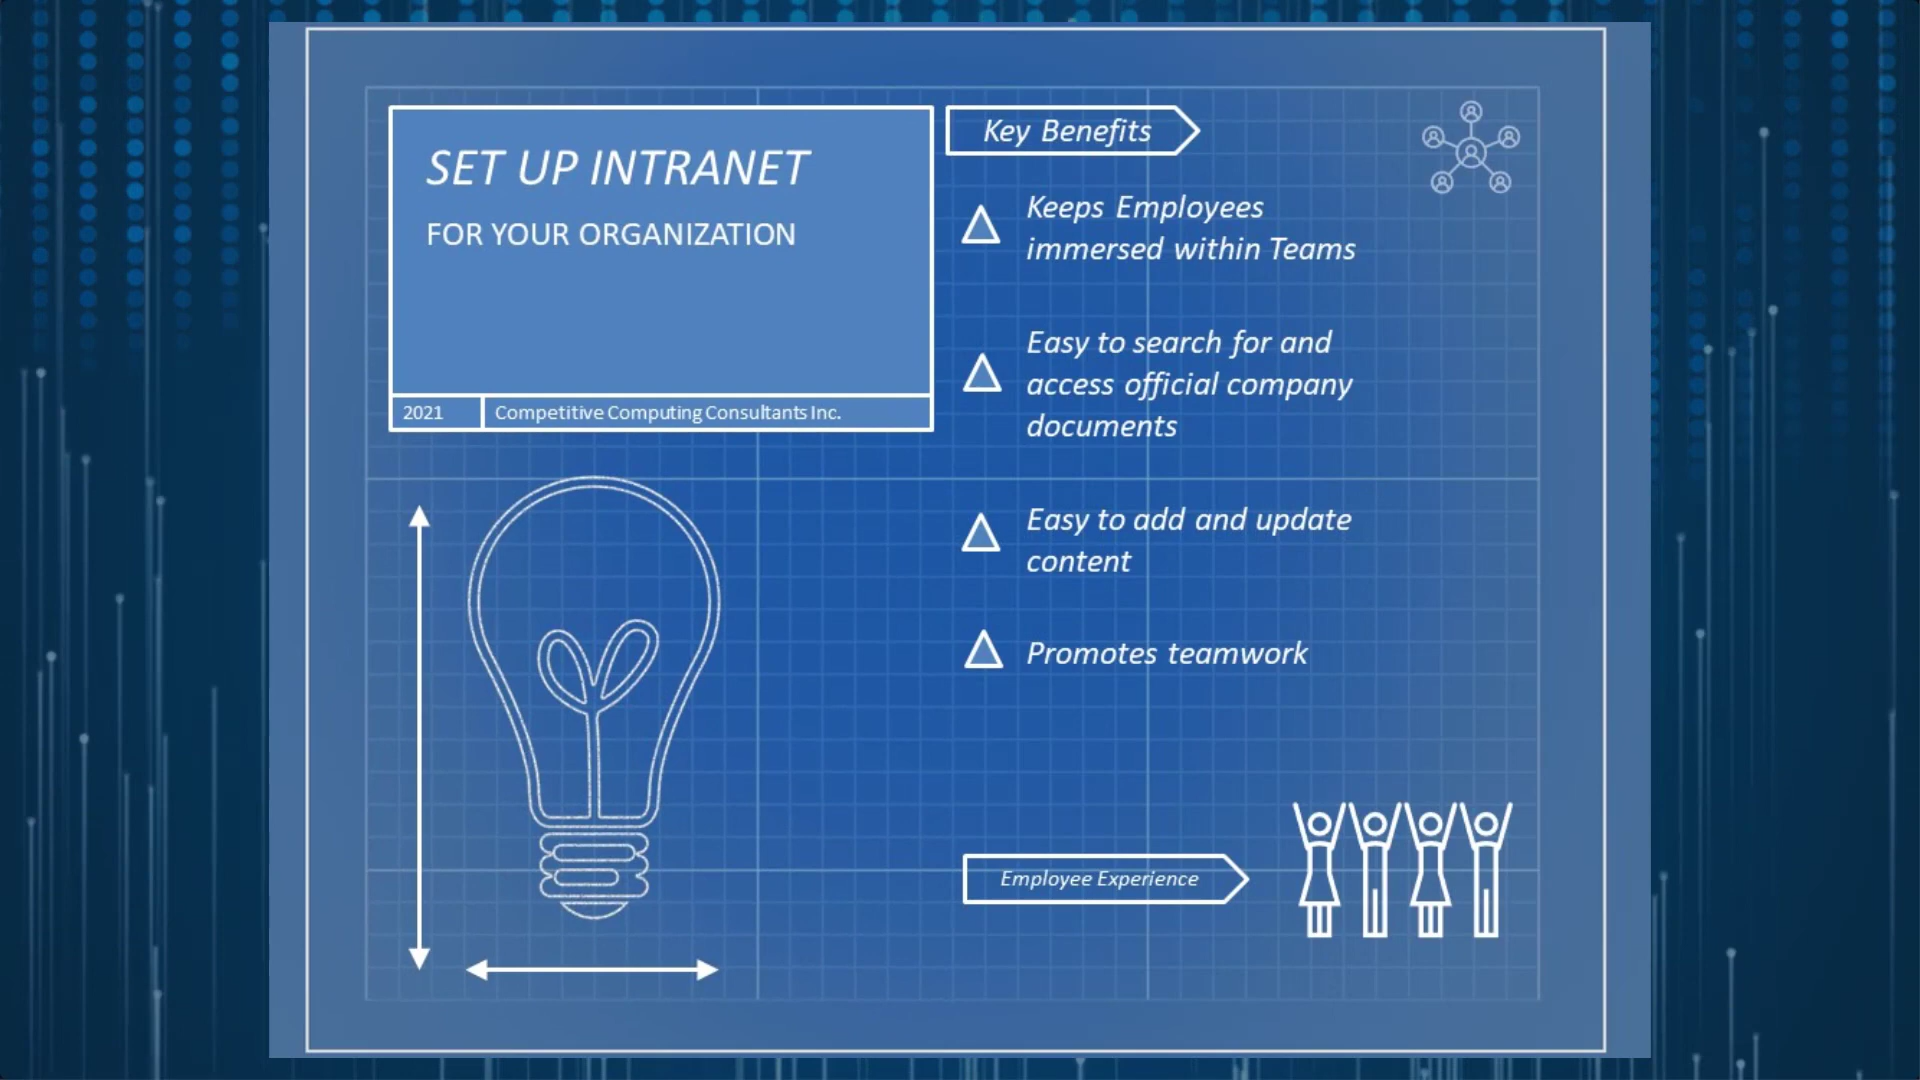 SET UP INTRANET
FOR YOUR ORGANIZATION
2021
Competitive Computing Consultants Inc.
Key Benefits
Keeps Employees
immersed within Teams
Easy to search for and
access official company
documents
Easy to add and update
content
Promotes teamwork
Employee Experience